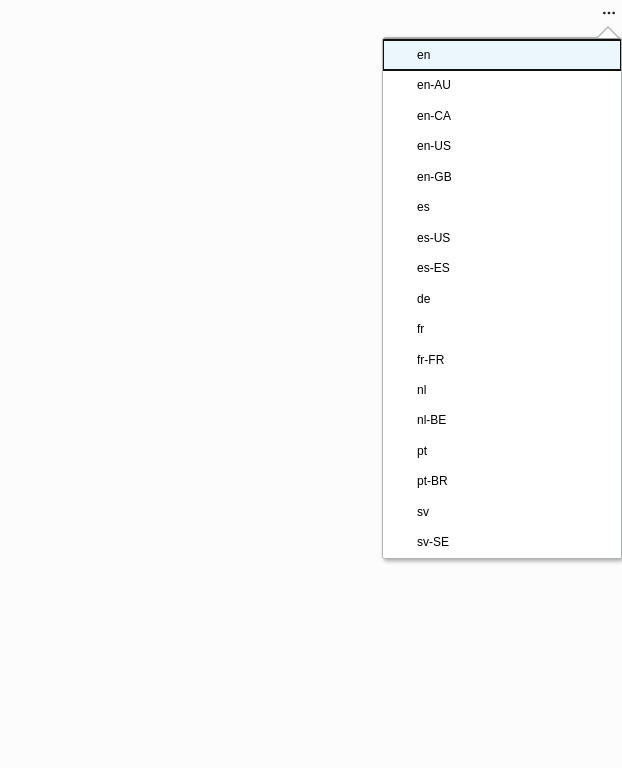 en
en-AU
en-CA
en-US
en-GB
es
es-US
es-ES
de
fr
fr-FR
nl
nl-BE
pt
pt-BR
sv
sv-SE